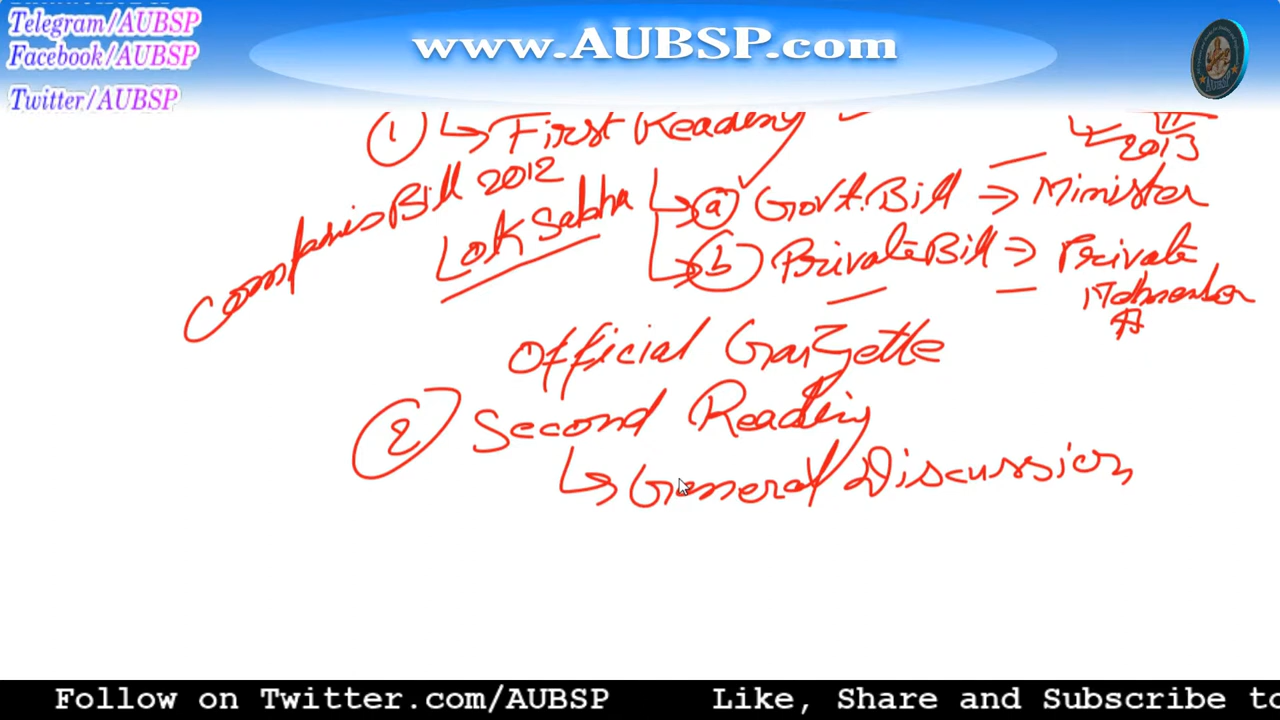 Telegram/AUBSP
Facebook/AUBSP
Twitter/AUBSP
www.AUBSP.com
AUBSP
1 First Reading
2013
Companies Bill 2012
Lok Sabha
a Govt. Bill ⇒ Minister
b Private Bill ⇒ Private
Official Gazette
2 Second Reading
General Discussion
Follow on Twitter.com/AUBSP Like, Share and Subscribe to